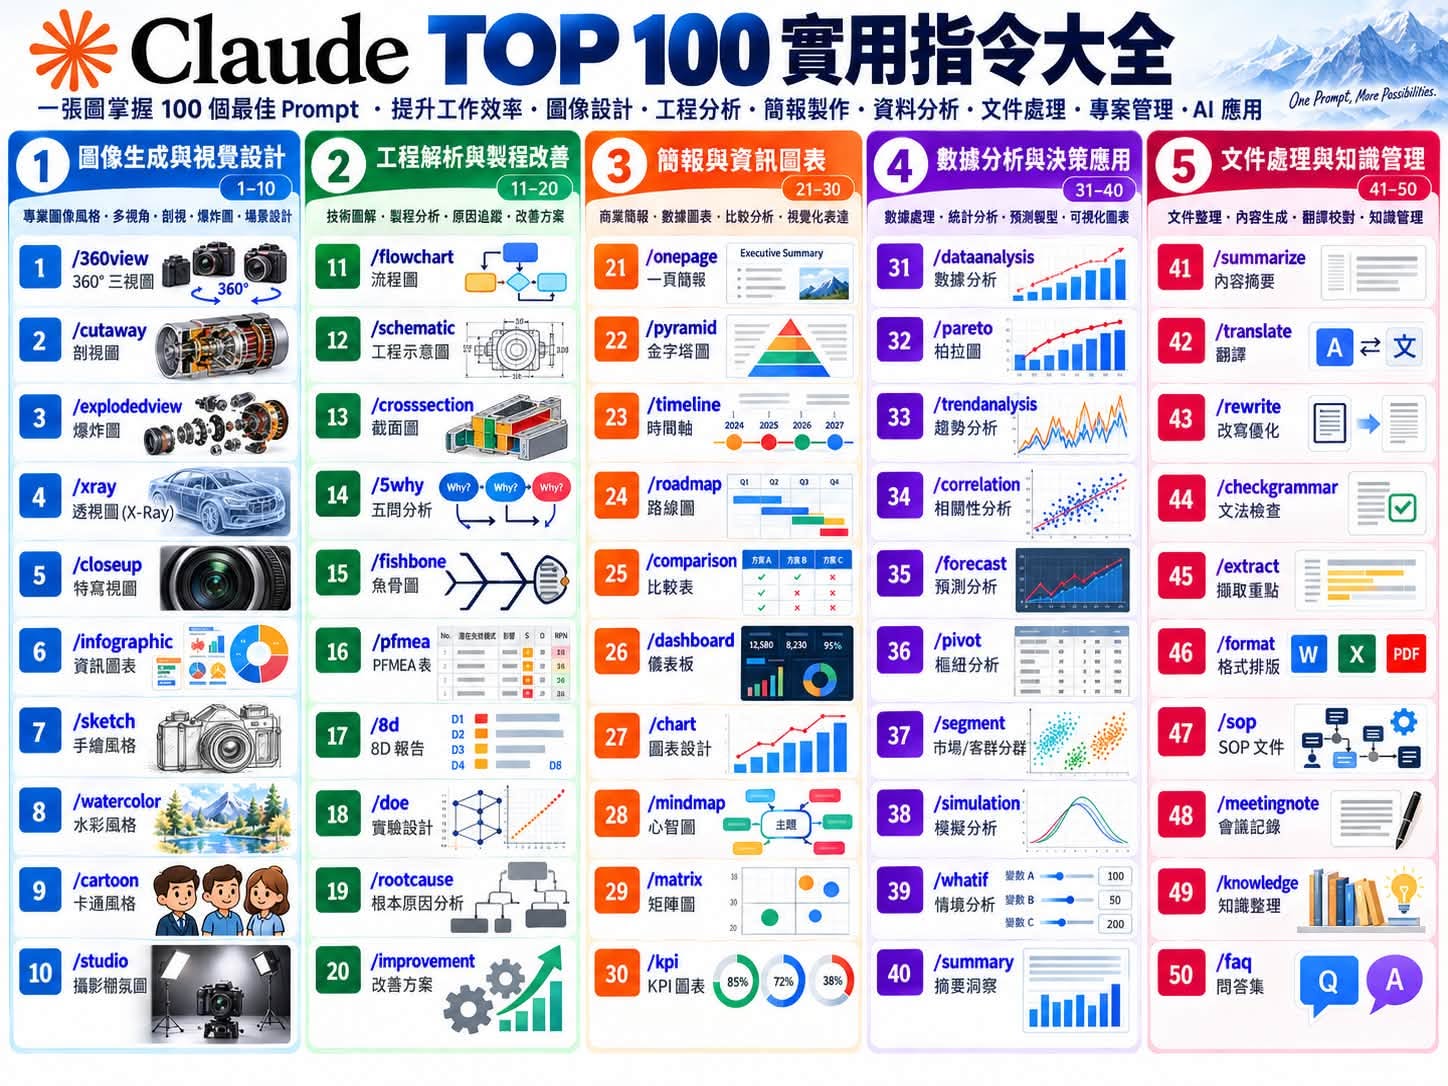 Claude TOP 100 實用指令大全
一張圖掌握 100 個最佳 Prompt ・提升工作效率・圖像設計・工程分析・簡報製作・資料分析・文件處理・專案管理・AI 應用
One Prompt, More Possibilities.
1 圖像生成與視覺設計
1–10
專業圖像風格・多視角・剖視・爆炸圖・場景設計
1 /360view
360° 三視圖
360°
2 /cutaway
剖視圖
3 /explodedview
爆炸圖
4 /xray
透視圖(X-Ray)
5 /closeup
特寫視圖
6 /infographic
資訊圖表
7 /sketch
手繪風格
8 /watercolor
水彩風格
9 /cartoon
卡通風格
10 /studio
攝影棚氛圍
2 工程解析與製程改善
11–20
技術圖解・製程分析・原因追蹤・改善方案
11 /flowchart
流程圖
12 /schematic
工程示意圖
13 /crosssection
截面圖
14 /5why
五問分析
Why? Why? Why?
15 /fishbone
魚骨圖
16 /pfmea
PFMEA 表
No. 潛在失效模式 影響 S O RPN
17 /8d
8D 報告
D1
D2
D3
D4 D8
18 /doe
實驗設計
19 /rootcause
根本原因分析
20 /improvement
改善方案
3 簡報與資訊圖表
21–30
商業簡報・數據圖表・比較分析・視覺化表達
21 /onepage
一頁簡報
Executive Summary
22 /pyramid
金字塔圖
23 /timeline
時間軸
2024 2025 2026 2027
24 /roadmap
路線圖
Q1 Q2 Q3 Q4
25 /comparison
比較表
方案 A 方案 B 方案 C
26 /dashboard
儀表板
12,580 8,230 95%
27 /chart
圖表設計
28 /mindmap
心智圖
主題
29 /matrix
矩陣圖
30 /kpi
KPI 圖表
85% 72% 38%
4 數據分析與決策應用
31–40
數據處理・統計分析・預測模型・可視化圖表
31 /dataanalysis
數據分析
32 /pareto
柏拉圖
33 /trendanalysis
趨勢分析
34 /correlation
相關性分析
35 /forecast
預測分析
36 /pivot
樞紐分析
37 /segment
市場/客群分群
38 /simulation
模擬分析
39 /whatif
情境分析
變數 A 100
變數 B 50
變數 C 200
40 /summary
摘要洞察
5 文件處理與知識管理
41–50
文件整理・內容生成・翻譯校對・知識管理
41 /summarize
內容摘要
42 /translate
翻譯
A 文
43 /rewrite
改寫優化
44 /checkgrammar
文法檢查
45 /extract
擷取重點
46 /format
格式排版
W X PDF
47 /sop
SOP 文件
48 /meetingnote
會議記錄
49 /knowledge
知識整理
50 /faq
問答集
Q A